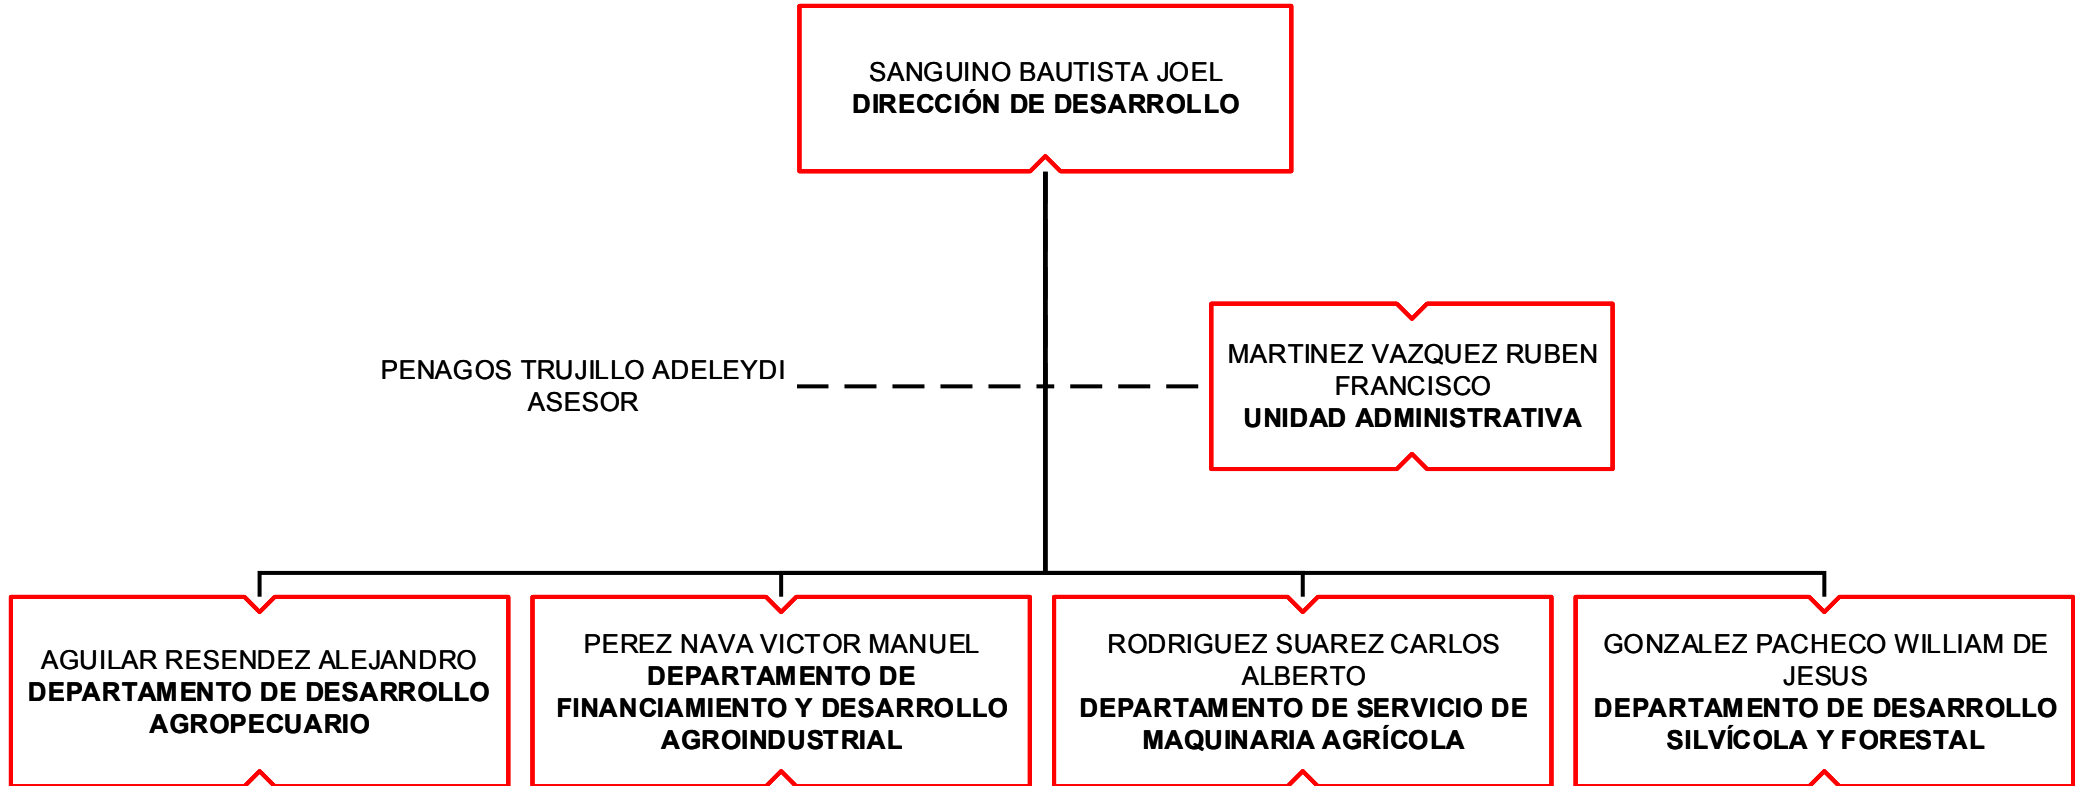 SANGUINO BAUTISTA JOEL
DIRECCIÓN DE DESARROLLO
PENAGOS TRUJILLO ADELEYDI
ASESOR
MARTINEZ VAZQUEZ RUBEN
FRANCISCO
UNIDAD ADMINISTRATIVA
AGUILAR RESENDEZ ALEJANDRO
DEPARTAMENTO DE DESARROLLO
AGROPECUARIO
PEREZ NAVA VICTOR MANUEL
DEPARTAMENTO DE
FINANCIAMIENTO Y DESARROLLO
AGROINDUSTRIAL
RODRIGUEZ SUAREZ CARLOS
ALBERTO
DEPARTAMENTO DE SERVICIO DE
MAQUINARIA AGRÍCOLA
GONZALEZ PACHECO WILLIAM DE
JESUS
DEPARTAMENTO DE DESARROLLO
SILVÍCOLA Y FORESTAL